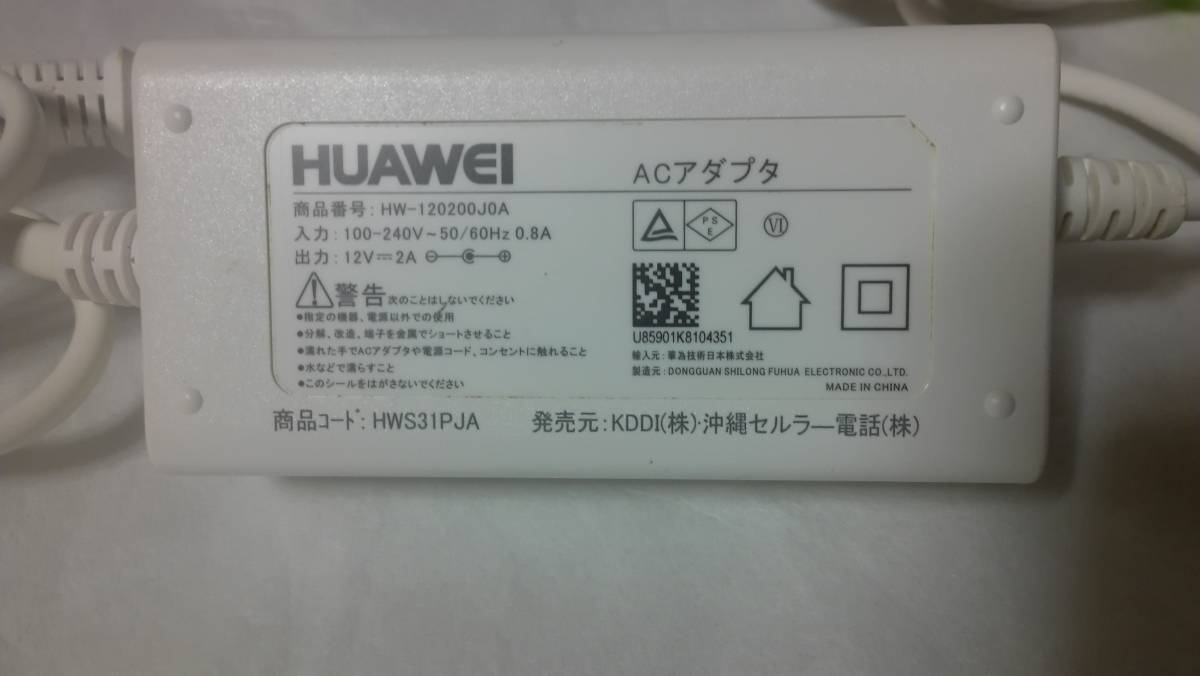 HUAWEI
ACアダプタ
商品番号: HW-120200J0A
入力: 100-240V~50/60Hz 0.8A
出力: 12V⎓2A
PSE
Ⅵ
警告 次のことはしないでください
●指定の機器、電源以外での使用
●分解、改造、端子を金属でショートさせること
●濡れた手でACアダプタや電源コード、コンセントに触れること
●水などで濡らすこと
●このシールをはがさないでください
U85901K8104351
輸入元: 華為技術日本株式会社
製造元: DONGGUAN SHILONG FUHUA ELECTRONIC CO.,LTD.
MADE IN CHINA
商品コード: HWS31PJA
発売元: KDDI(株)・沖縄セルラー電話(株)